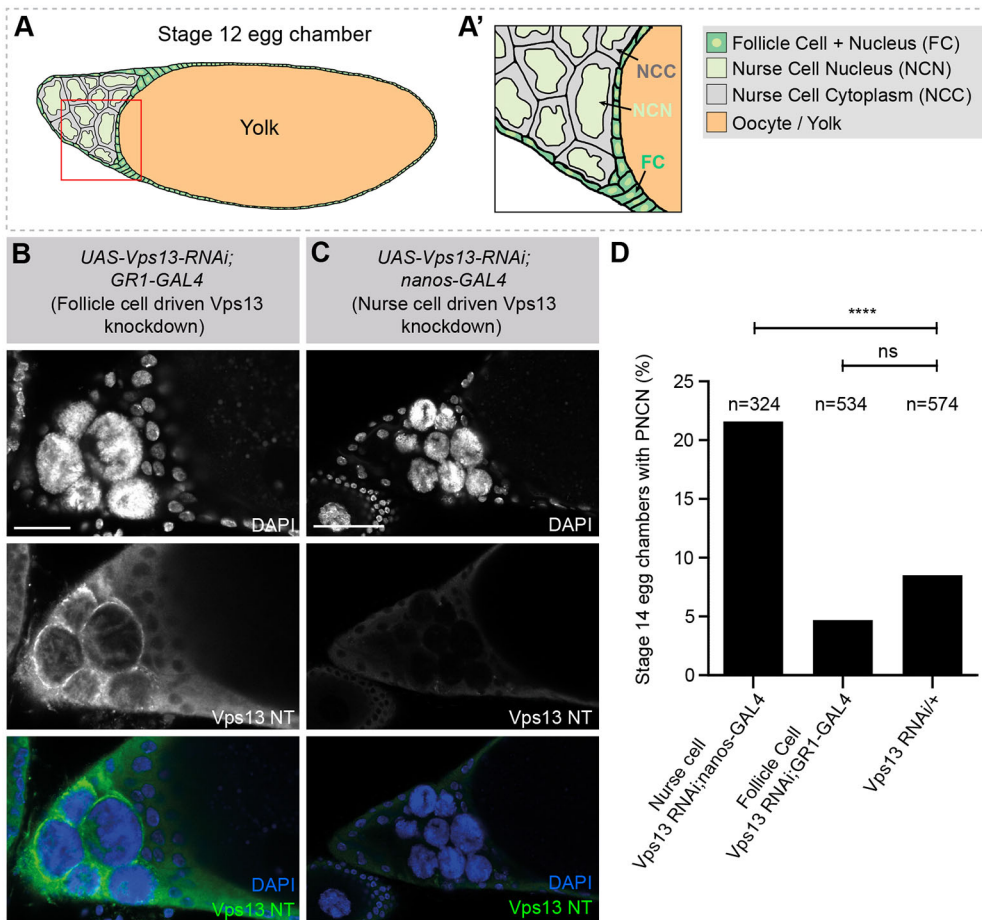 A
Stage 12 egg chamber
Yolk
A'
NCC
NCN
FC
Follicle Cell + Nucleus (FC)
Nurse Cell Nucleus (NCN)
Nurse Cell Cytoplasm (NCC)
Oocyte / Yolk
B
UAS-Vps13-RNAi;
GR1-GAL4
(Follicle cell driven Vps13
knockdown)
DAPI
Vps13 NT
DAPI
Vps13 NT
C
UAS-Vps13-RNAi;
nanos-GAL4
(Nurse cell driven Vps13
knockdown)
DAPI
Vps13 NT
DAPI
Vps13 NT
D
****
ns
n=324
n=534
n=574
Stage 14 egg chambers with PNCN (%)
25
20
15
10
5
0
Nurse cell
Vps13 RNAi;nanos-GAL4
Follicle Cell
Vps13 RNAi;GR1-GAL4
Vps13 RNAi/+